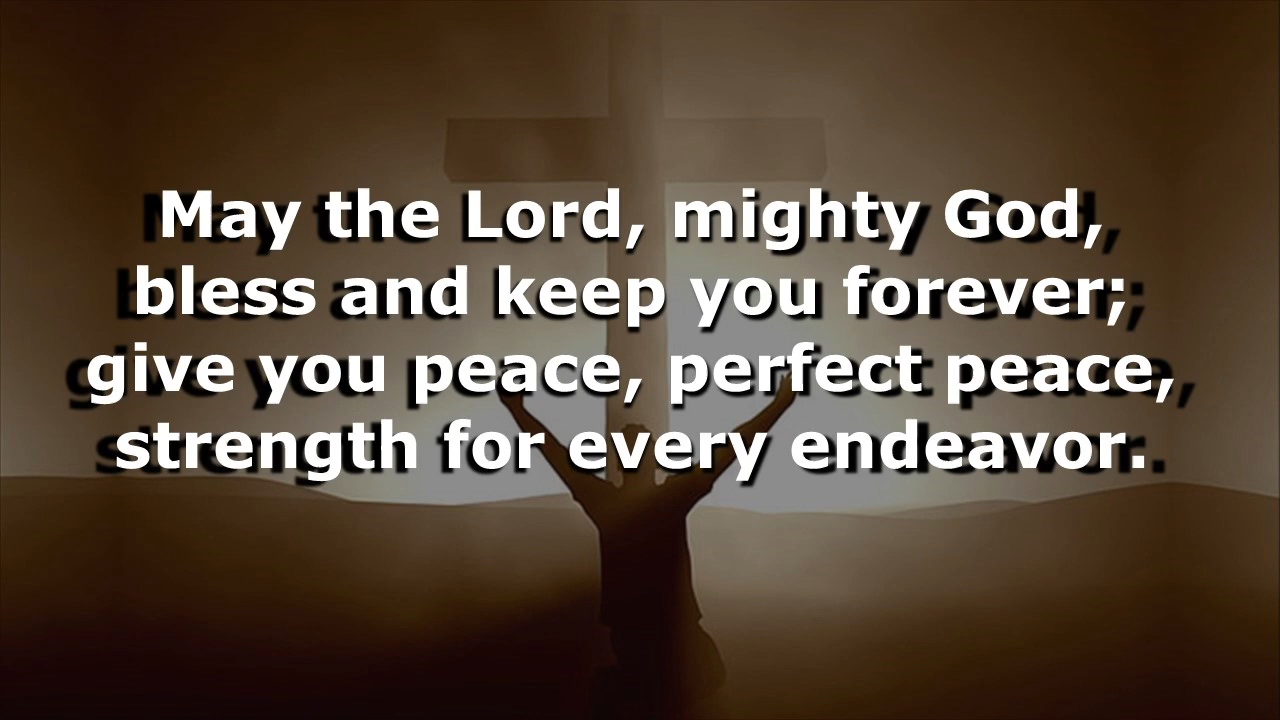 May the Lord, mighty God,
bless and keep you forever;
give you peace, perfect peace,
strength for every endeavor.